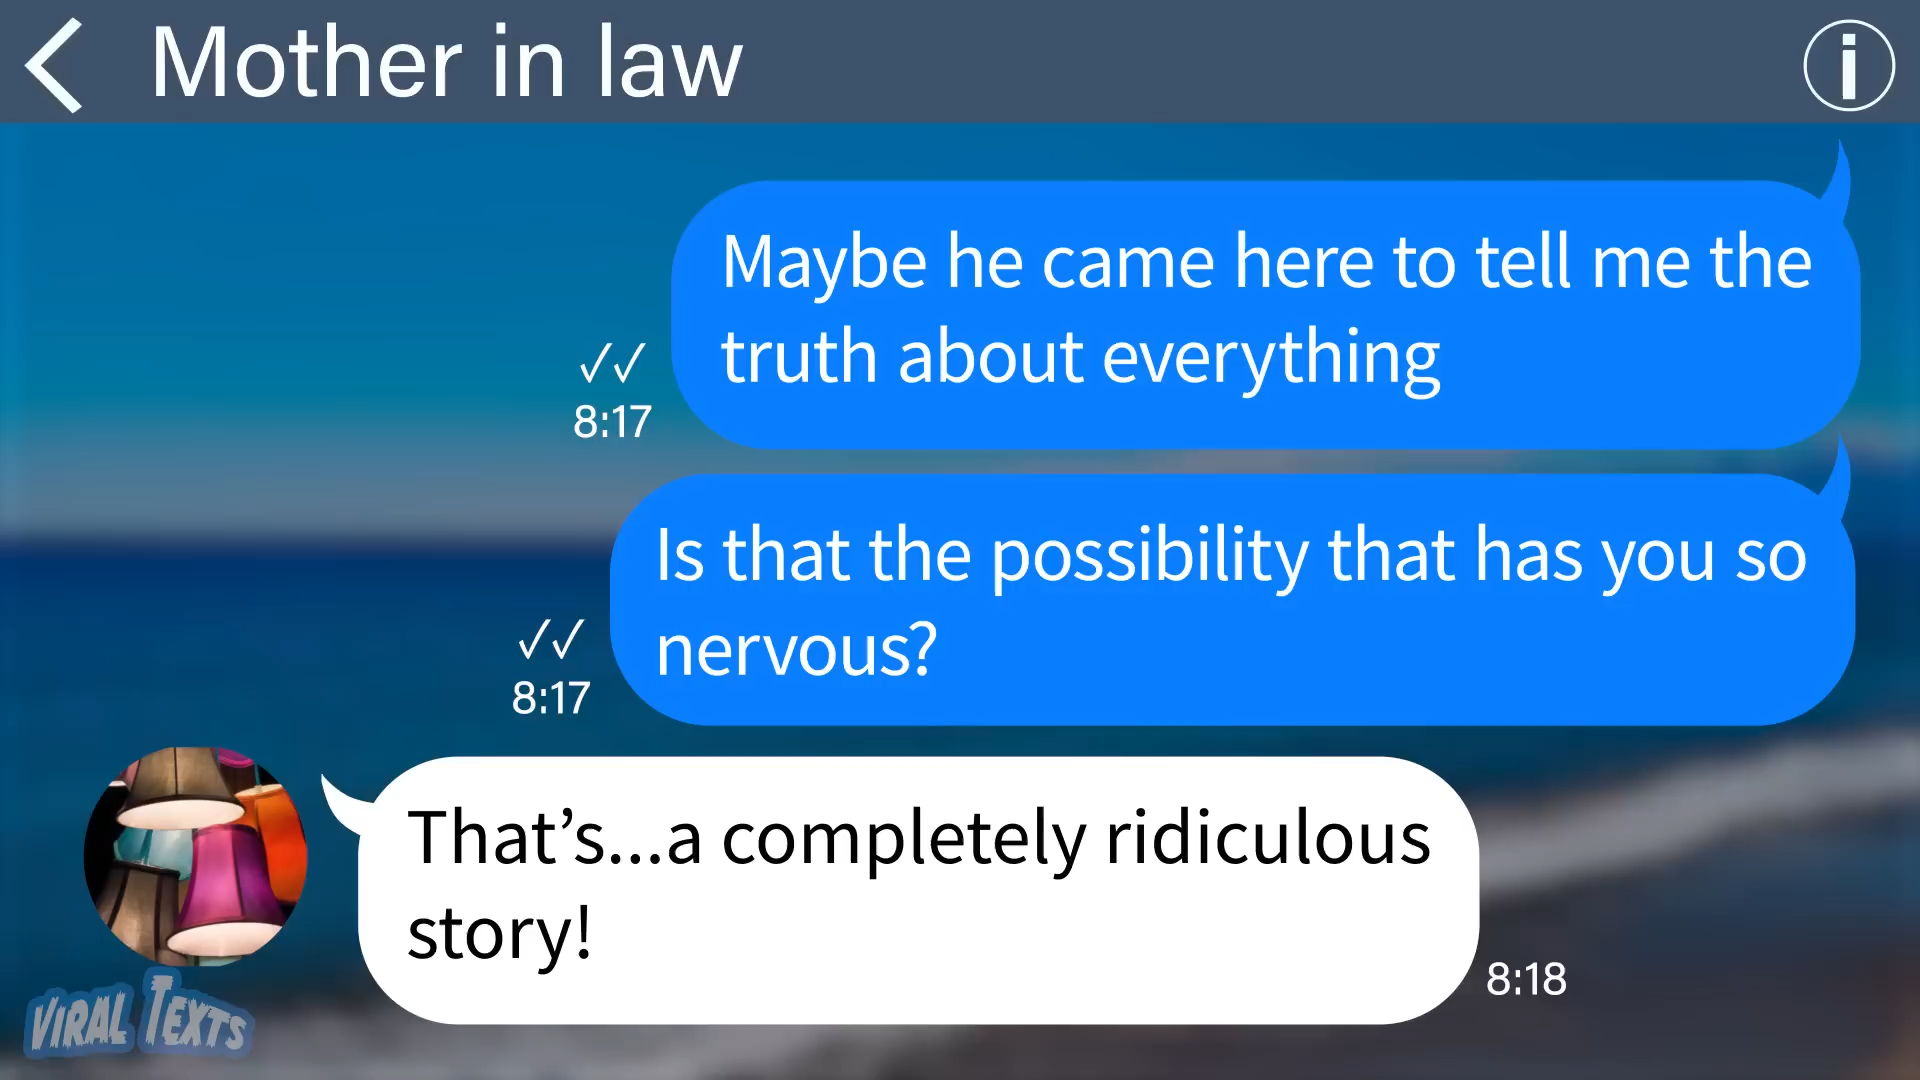 Mother in law
Maybe he came here to tell me the
truth about everything
8:17
Is that the possibility that has you so
nervous?
8:17
That’s...a completely ridiculous
story!
8:18
VIRAL TEXTS